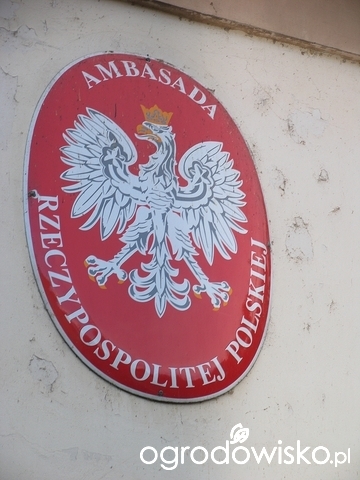 AMBASADA
RZECZYPOSPOLITEJ POLSKIEJ
ogrodowisko.pl